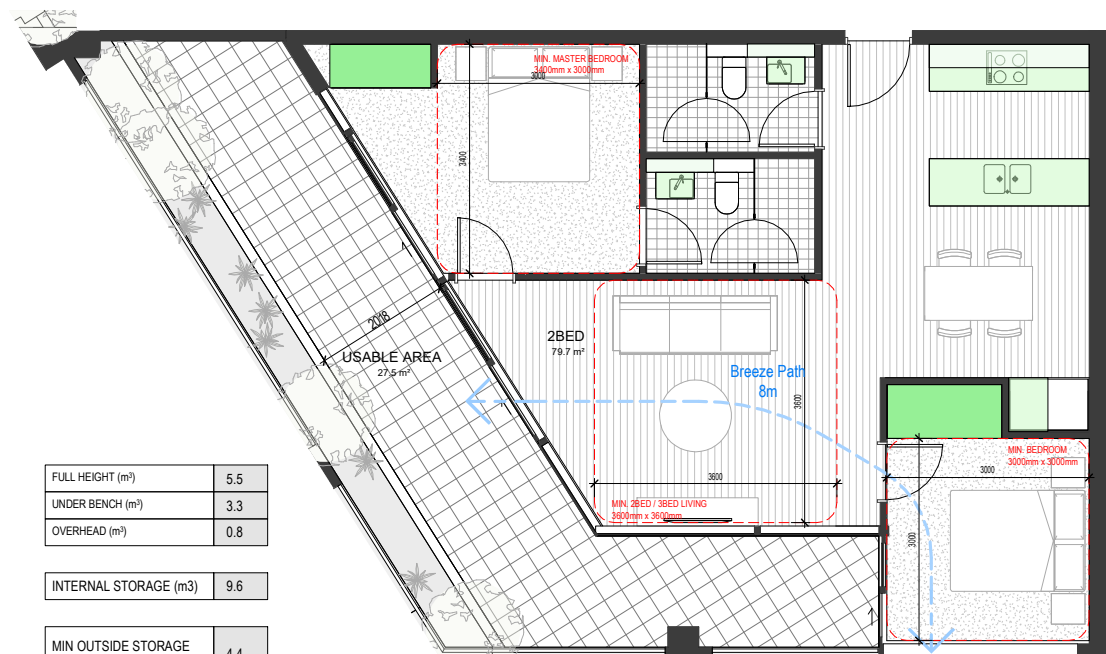 MIN. MASTER BEDROOM
3400mm x 3000mm
3000
3400
2018
USABLE AREA
27.5 m²
2BED
79.7 m²
Breeze Path
8m
3600
3600
MIN. 2BED / 3BED LIVING
3600mm x 3600mm
MIN. BEDROOM
3000mm x 3000mm
3000
3000
FULL HEIGHT (m³) 5.5
UNDER BENCH (m³) 3.3
OVERHEAD (m³) 0.8
INTERNAL STORAGE (m3) 9.6
MIN OUTSIDE STORAGE 4.4